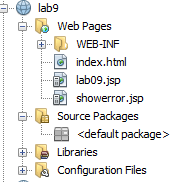 lab9
Web Pages
WEB-INF
index.html
lab09.jsp
showerror.jsp
Source Packages
<default package>
Libraries
Configuration Files